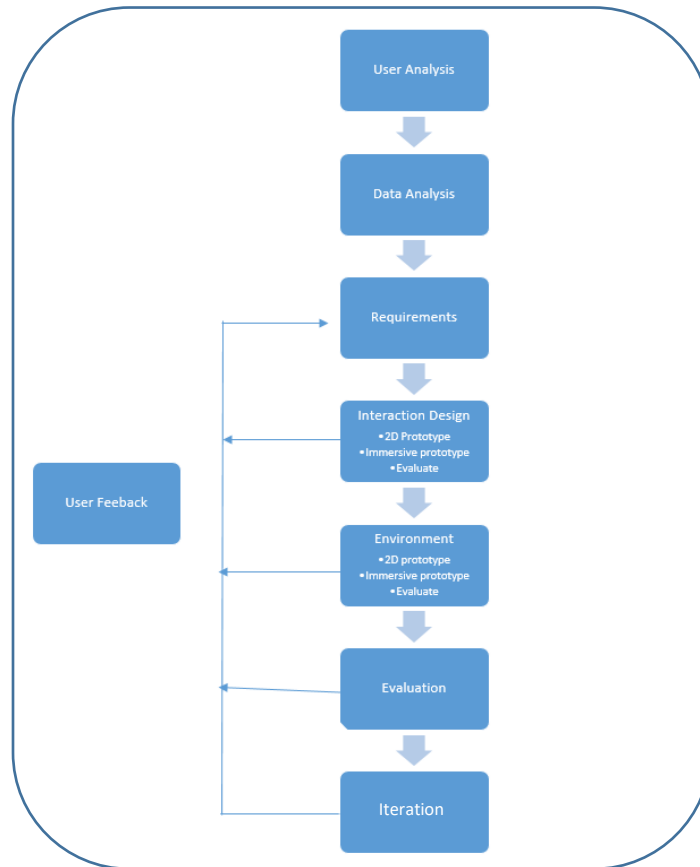 User Analysis
Data Analysis
Requirements
Interaction Design
•2D Prototype
•Immersive prototype
•Evaluate
User Feeback
Environment
•2D prototype
•Immersive prototype
•Evaluate
Evaluation
Iteration